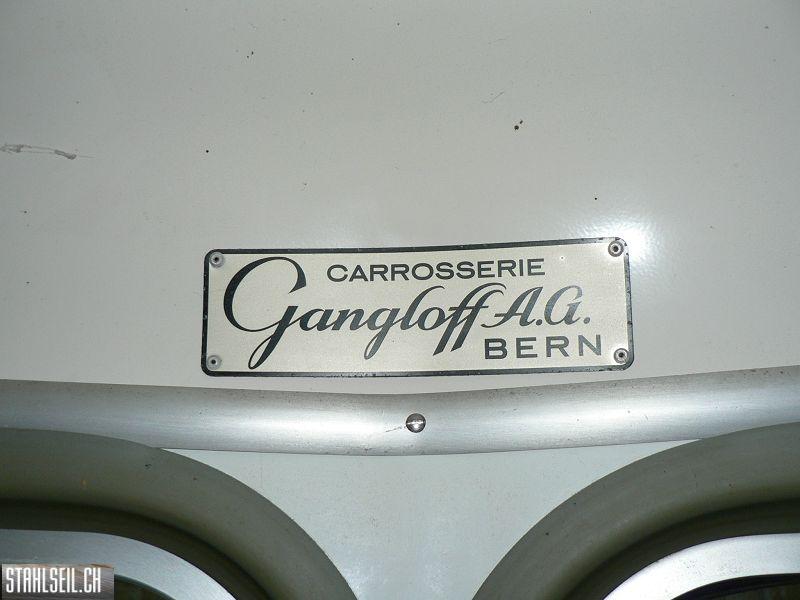 CARROSSERIE
Gangloff A.G.
BERN
STAHLSEIL.CH